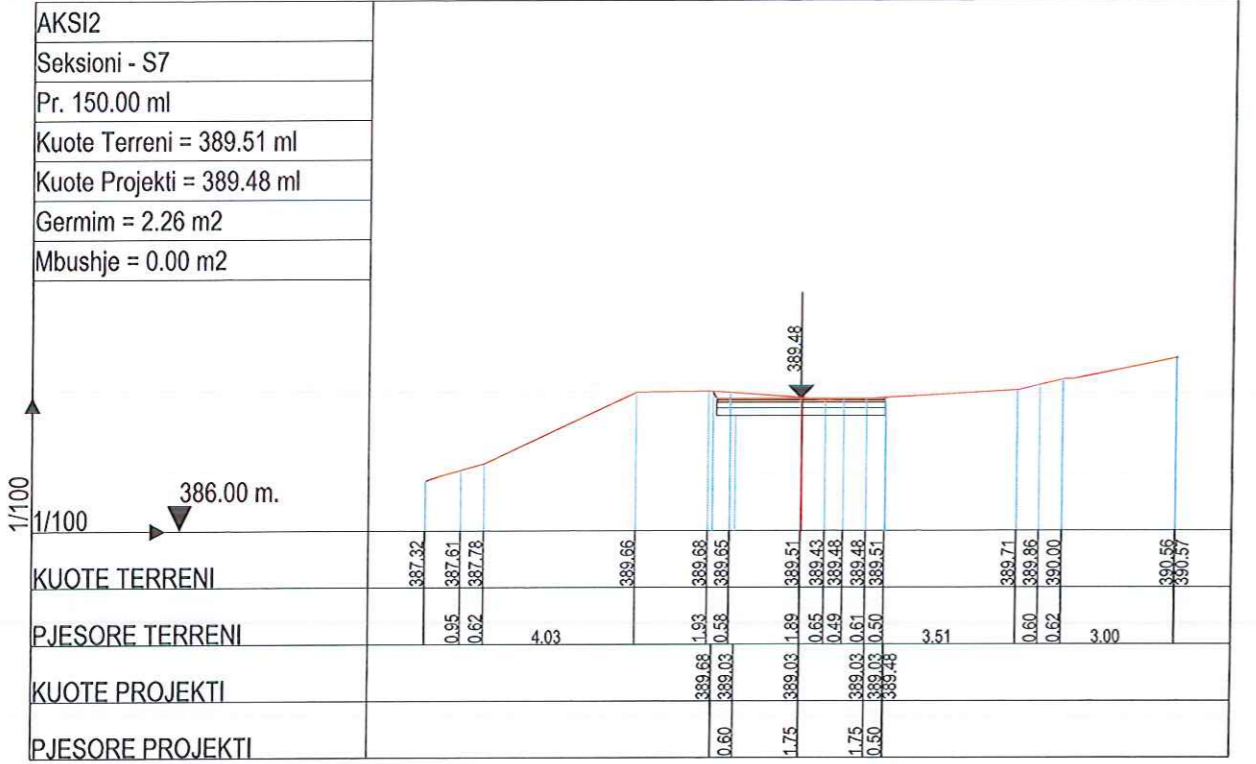 AKSI2
Seksioni - S7
Pr. 150.00 ml
Kuote Terreni = 389.51 ml
Kuote Projekti = 389.48 ml
Germim = 2.26 m2
Mbushje = 0.00 m2
389.48
1/100
386.00 m.
1/100
KUOTE TERRENI 387.32 387.61 387.78 389.66 389.68 389.65 389.51 389.43 389.48 389.48 389.51 389.71 389.86 390.00 390.56 390.57
PJESORE TERRENI 0.95 0.62 4.03 1.93 0.58 1.89 0.65 0.49 0.61 0.50 3.51 0.60 0.62 3.00
KUOTE PROJEKTI 389.68 389.03 389.03 389.03 389.03 389.48
PJESORE PROJEKTI 0.60 1.75 1.75 0.50